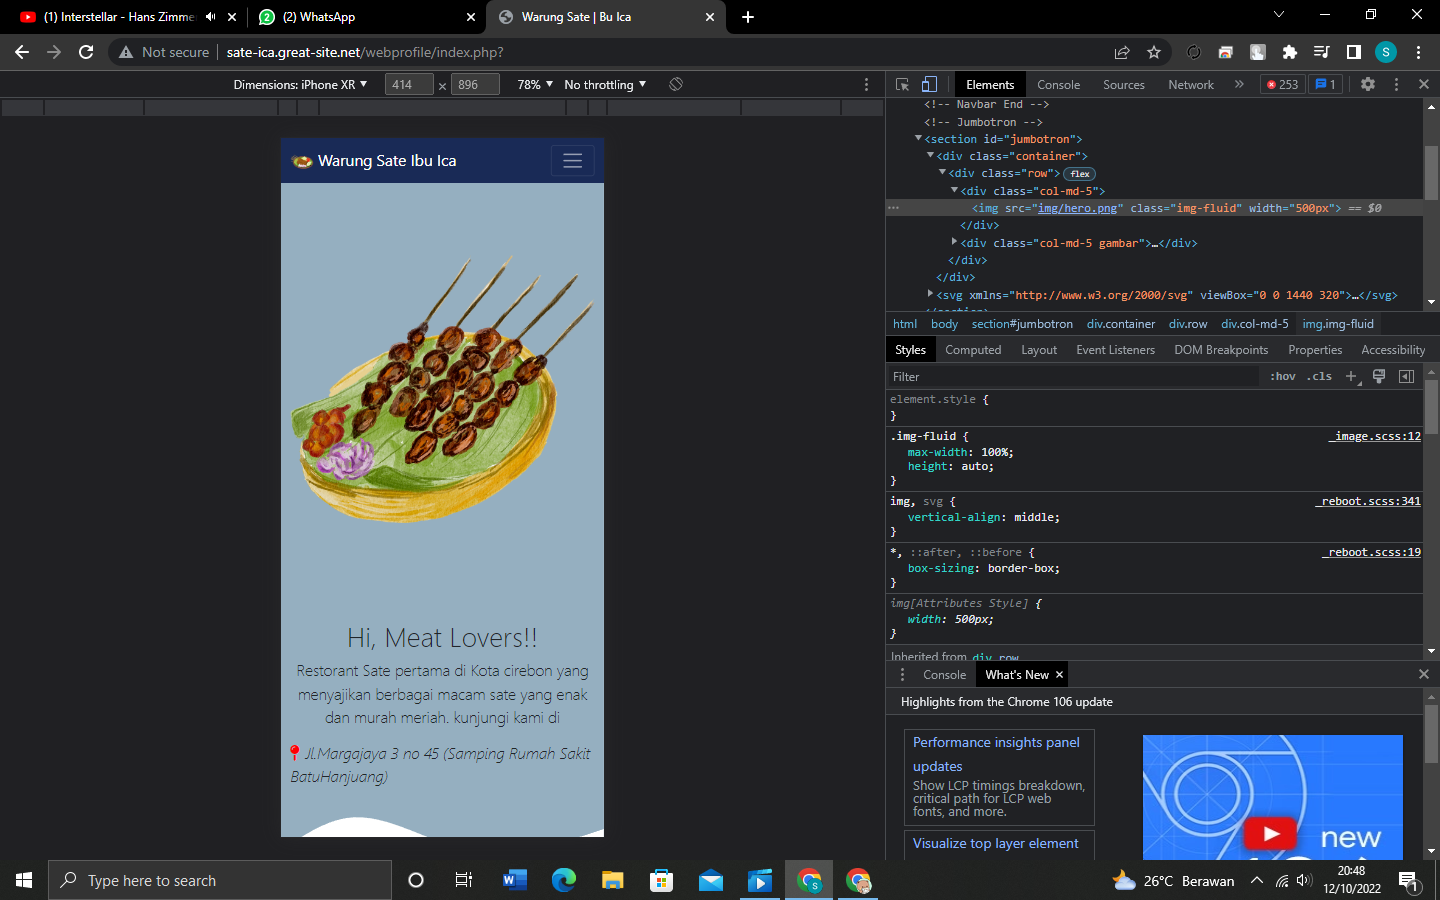 (1) Interstellar - Hans Zimme
(2) WhatsApp
Warung Sate | Bu Ica
Not secure
sate-ica.great-site.net/webprofile/index.php?
S
Dimensions: iPhone XR
414
×
896
78%
No throttling
Elements
Console
Sources
Network
253
1
<!-- Navbar End -->
<!-- Jumbotron -->
<section id="jumbotron">
<div class="container">
<div class="row">
flex
<div class="col-md-5">
<img src="img/hero.png" class="img-fluid" width="500px"> == $0
</div>
<div class="col-md-5 gambar">…</div>
</div>
</div>
<svg xmlns="http://www.w3.org/2000/svg" viewBox="0 0 1440 320">…</svg>
html
body
section#jumbotron
div.container
div.row
div.col-md-5
img.img-fluid
Styles
Computed
Layout
Event Listeners
DOM Breakpoints
Properties
Accessibility
Filter
:hov
.cls
element.style {
}
.img-fluid {
_image.scss:12
max-width: 100%;
height: auto;
}
img, svg {
_reboot.scss:341
vertical-align: middle;
}
*, ::after, ::before {
_reboot.scss:19
box-sizing: border-box;
}
img[Attributes Style] {
width: 500px;
}
Inherited from div.row
Console
What's New
Highlights from the Chrome 106 update
Performance insights panel
updates
Show LCP timings breakdown,
critical path for LCP web
fonts, and more.
Visualize top layer element
new
Warung Sate Ibu Ica
Hi, Meat Lovers!!
Restorant Sate pertama di Kota cirebon yang
menyajikan berbagai macam sate yang enak
dan murah meriah. kunjungi kami di
Jl.Margajaya 3 no 45 (Samping Rumah Sakit
BatuHanjuang)
Type here to search
26°C Berawan
20:48
12/10/2022
1